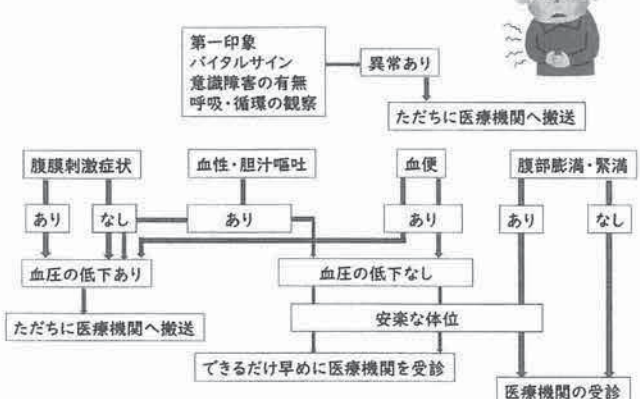 第一印象
バイタルサイン
意識障害の有無
呼吸・循環の観察
異常あり
ただちに医療機関へ搬送
腹膜刺激症状
血性・胆汁嘔吐
血便
腹部膨満・緊満
あり
なし
あり
あり
あり
なし
血圧の低下あり
血圧の低下なし
ただちに医療機関へ搬送
安楽な体位
できるだけ早めに医療機関を受診
医療機関の受診